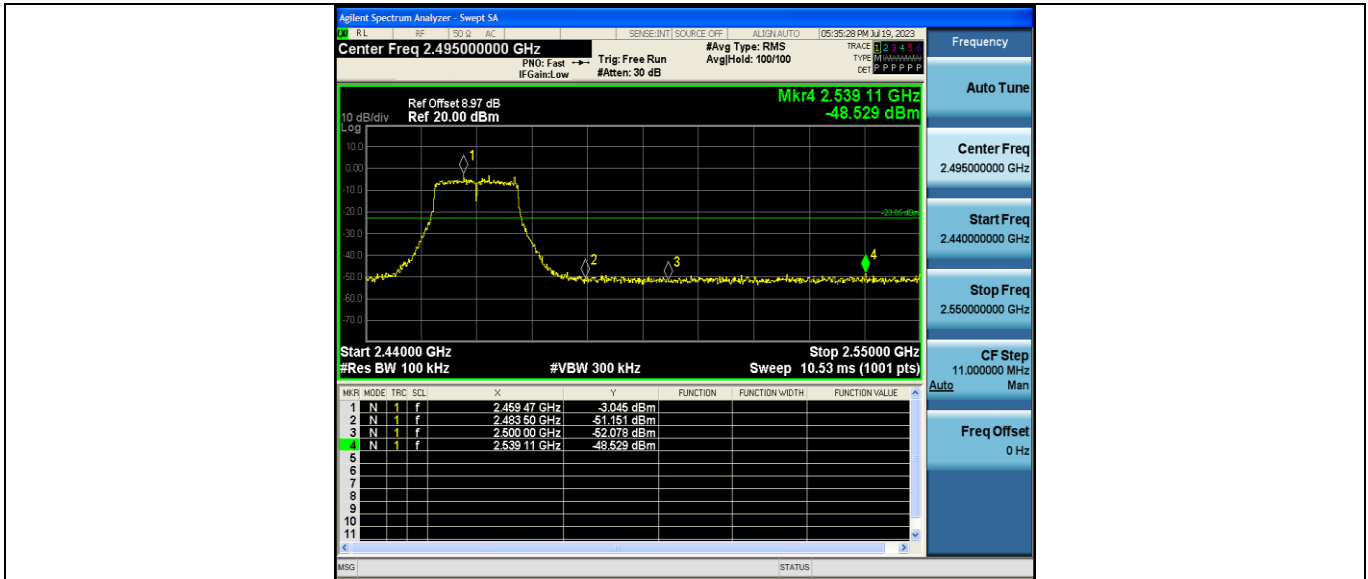 Agilent Spectrum Analyzer - Swept SA
LXI RL RF 50 Ω AC SENSE:INT SOURCE OFF ALIGN AUTO 05:35:28 PM Jul 19, 2023
Center Freq 2.495000000 GHz #Avg Type: RMS TRACE 1 2 3 4 5 6
PNO: Fast Trig: Free Run Avg|Hold: 100/100 TYPE M WWWWW
IFGain:Low #Atten: 30 dB DET P P P P P P
Mkr4 2.539 11 GHz
Ref Offset 8.97 dB
10 dB/div Ref 20.00 dBm -48.529 dBm
Log
10.0
0.00
-10.0
-20.0
-30.0
-40.0
-50.0
-60.0
-70.0
1
-23.05 dBm
2
3
4
Start 2.44000 GHz Stop 2.55000 GHz
#Res BW 100 kHz #VBW 300 kHz Sweep 10.53 ms (1001 pts)
MKR MODE TRC SCL X Y FUNCTION FUNCTION WIDTH FUNCTION VALUE
1 N 1 f 2.459 47 GHz -3.045 dBm
2 N 1 f 2.483 50 GHz -51.151 dBm
3 N 1 f 2.500 00 GHz -52.078 dBm
4 N 1 f 2.539 11 GHz -48.529 dBm
5
6
7
8
9
10
11
MSG STATUS
Frequency
Auto Tune
Center Freq
2.495000000 GHz
Start Freq
2.440000000 GHz
Stop Freq
2.550000000 GHz
CF Step
11.000000 MHz
Auto Man
Freq Offset
0 Hz